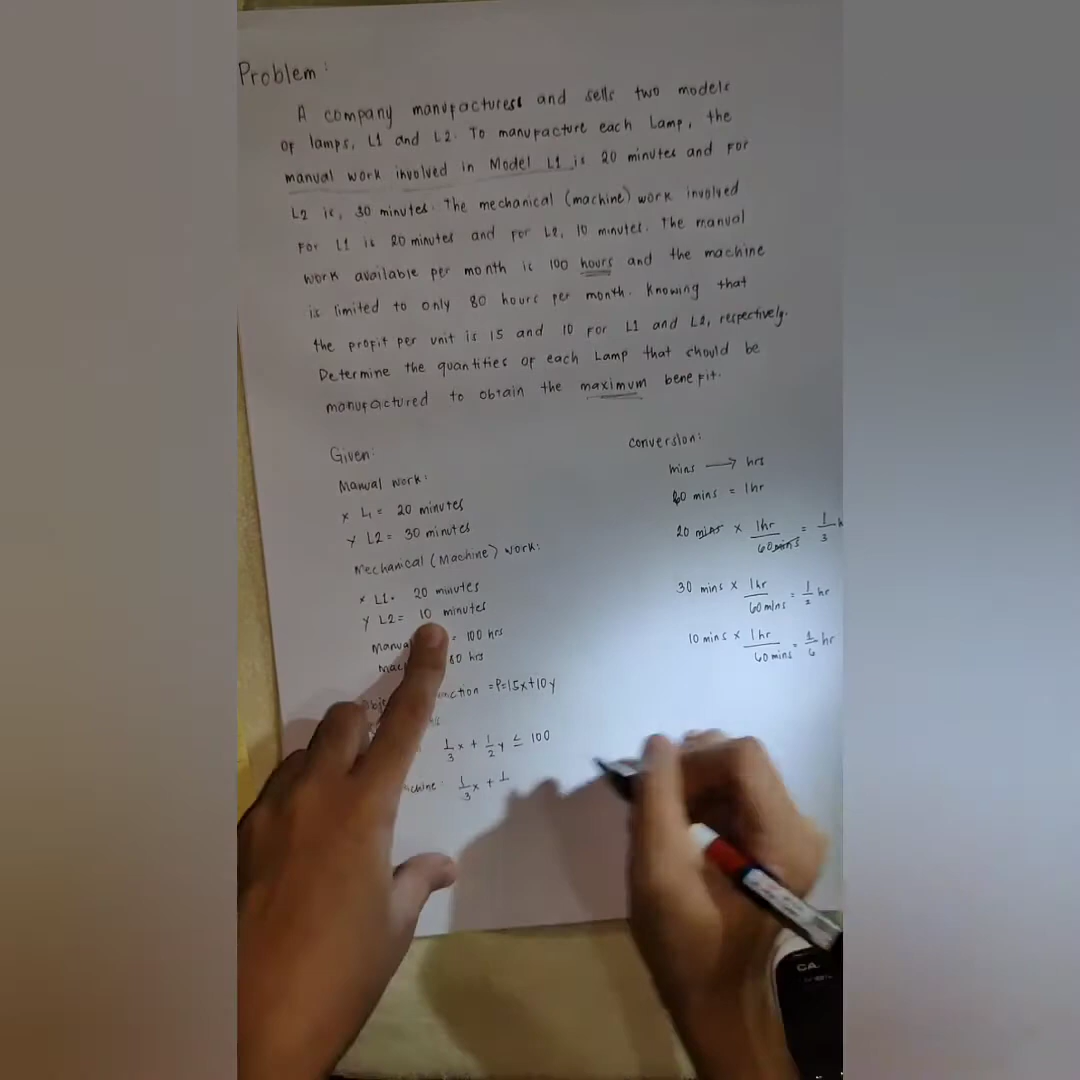 Problem:
A company manufactures and sells two models
of lamps, L1 and L2. To manufacture each Lamp, the
manual work involved in Model L1 is 20 minutes and for
L2 is, 30 minutes. The mechanical (machine) work involved
For L1 is 20 minutes and for L2, 10 minutes. The manual
work available per month is 100 hours and the machine
is limited to only 80 hours per month. Knowing that
the profit per unit is 15 and 10 for L1 and L2, respectively.
Determine the quantities of each Lamp that should be
manufactured to obtain the maximum benefit.
Given:
Manual work:
x L1 = 20 minutes
y L2 = 30 minutes
Mechanical (Machine) work:
x L1 = 20 minutes
y L2 = 10 minutes
= 100 hrs
80 hrs
= P=15x+10y
1/3 x + 1/2 y ≤ 100
1/3 x + 1
conversion:
mins → hrs
60 mins = 1hr
20 mins × 1hr/60mins = 1/3 h
30 mins × 1hr/60mins = 1/2 hr
10 mins × 1hr/60 mins = 1/6 hr
CA